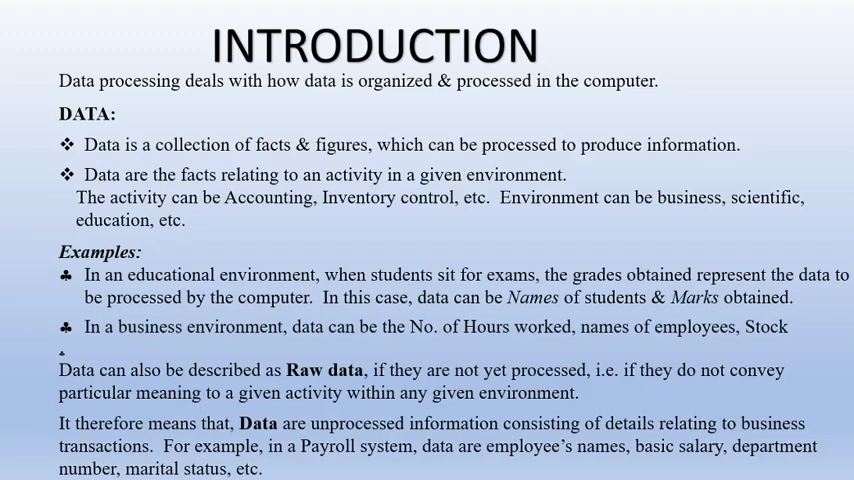 INTRODUCTION
Data processing deals with how data is organized & processed in the computer.
DATA:
❖ Data is a collection of facts & figures, which can be processed to produce information.
❖ Data are the facts relating to an activity in a given environment.
The activity can be Accounting, Inventory control, etc. Environment can be business, scientific,
education, etc.
Examples:
♣ In an educational environment, when students sit for exams, the grades obtained represent the data to
be processed by the computer. In this case, data can be Names of students & Marks obtained.
♣ In a business environment, data can be the No. of Hours worked, names of employees, Stock
♣
Data can also be described as Raw data, if they are not yet processed, i.e. if they do not convey
particular meaning to a given activity within any given environment.
It therefore means that, Data are unprocessed information consisting of details relating to business
transactions. For example, in a Payroll system, data are employee’s names, basic salary, department
number, marital status, etc.